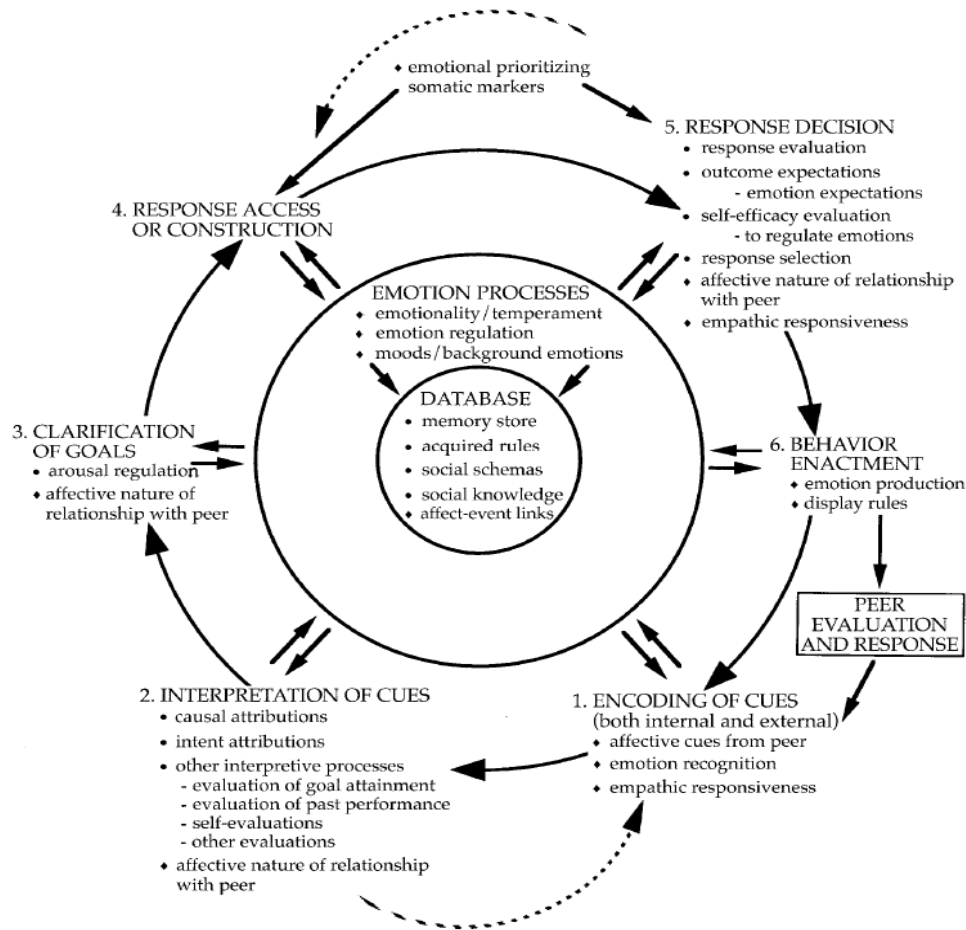 ♦ emotional prioritizing
somatic markers
5. RESPONSE DECISION
• response evaluation
• outcome expectations
- emotion expectations
• self-efficacy evaluation
- to regulate emotions
• response selection
♦ affective nature of relationship
with peer
♦ empathic responsiveness
4. RESPONSE ACCESS
OR CONSTRUCTION
EMOTION PROCESSES
♦ emotionality/temperament
♦ emotion regulation
♦ moods/background emotions
DATABASE
• memory store
• acquired rules
• social schemas
• social knowledge
♦ affect-event links
3. CLARIFICATION
OF GOALS
• arousal regulation
♦ affective nature of
relationship with peer
6. BEHAVIOR
ENACTMENT
♦ emotion production
♦ display rules
PEER
EVALUATION
AND RESPONSE
2. INTERPRETATION OF CUES
• causal attributions
• intent attributions
• other interpretive processes
- evaluation of goal attainment
- evaluation of past performance
- self-evaluations
- other evaluations
♦ affective nature of relationship
with peer
1. ENCODING OF CUES
(both internal and external)
♦ affective cues from peer
♦ emotion recognition
♦ empathic responsiveness